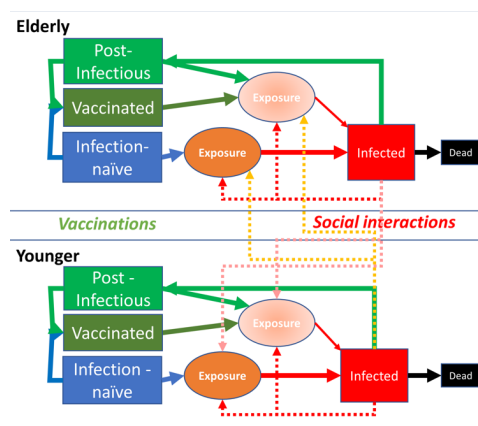 Elderly
Post-
Infectious
Vaccinated
Infection-
naïve
Exposure
Exposure
Infected
Dead
Vaccinations
Social interactions
Younger
Post -
Infectious
Vaccinated
Infection -
naïve
Exposure
Exposure
Infected
Dead